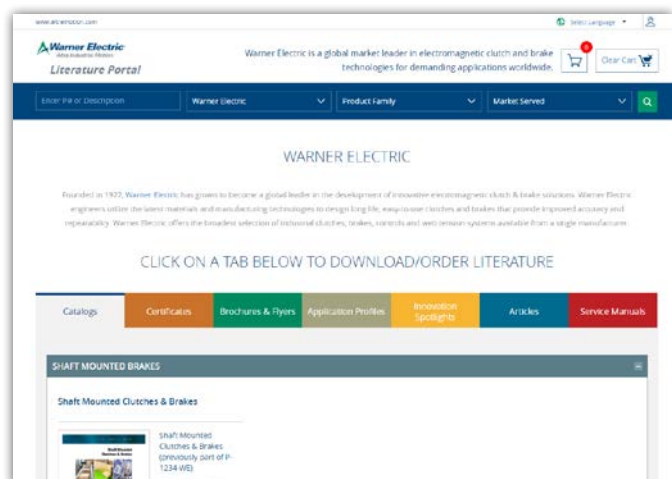 www.altramotion.com
Select Language
Warner Electric
Altra Industrial Motion
Literature Portal
Warner Electric is a global market leader in electromagnetic clutch and brake
technologies for demanding applications worldwide.
0
Clear Cart
Enter P# or Description
Warner Electric
Product Family
Market Served
WARNER ELECTRIC
Founded in 1927, Warner Electric has grown to become a global leader in the development of innovative electromagnetic clutch & brake solutions. Warner Electric
engineers utilize the latest materials and manufacturing technologies to design long life, easy-to-use clutches and brakes that provide improved accuracy and
repeatability. Warner Electric offers the broadest selection of industrial clutches, brakes, controls and web tension systems available from a single manufacturer.
CLICK ON A TAB BELOW TO DOWNLOAD/ORDER LITERATURE
Catalogs
Certificates
Brochures & Flyers
Application Profiles
Innovation
Spotlights
Articles
Service Manuals
SHAFT MOUNTED BRAKES
Shaft Mounted Clutches & Brakes
Shaft Mounted
Clutches & Brakes
(previously part of P-
1234-WE)
Shaft Mounted
Clutches & Brakes